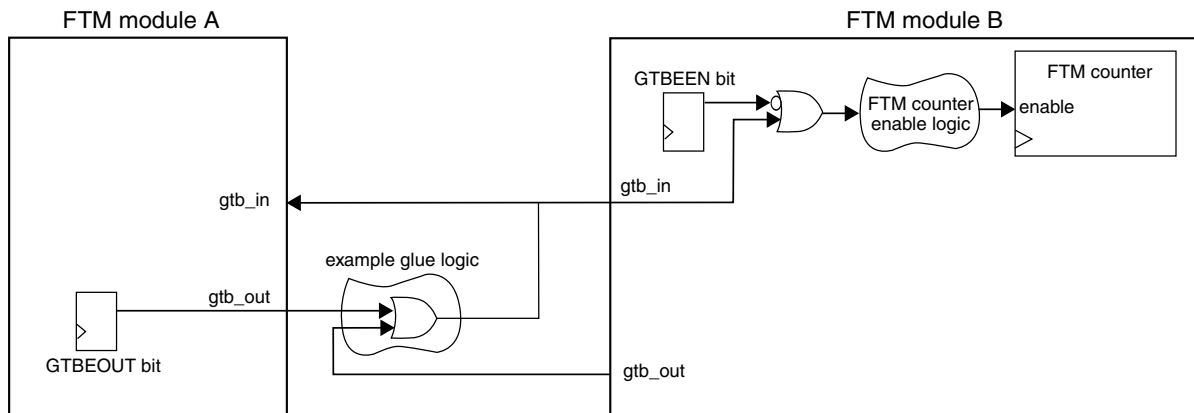 FTM module A
FTM module B
GTBEEN bit
FTM counter
FTM counter
enable logic
enable
gtb_in
gtb_in
example glue logic
gtb_out
GTBEOUT bit
gtb_out